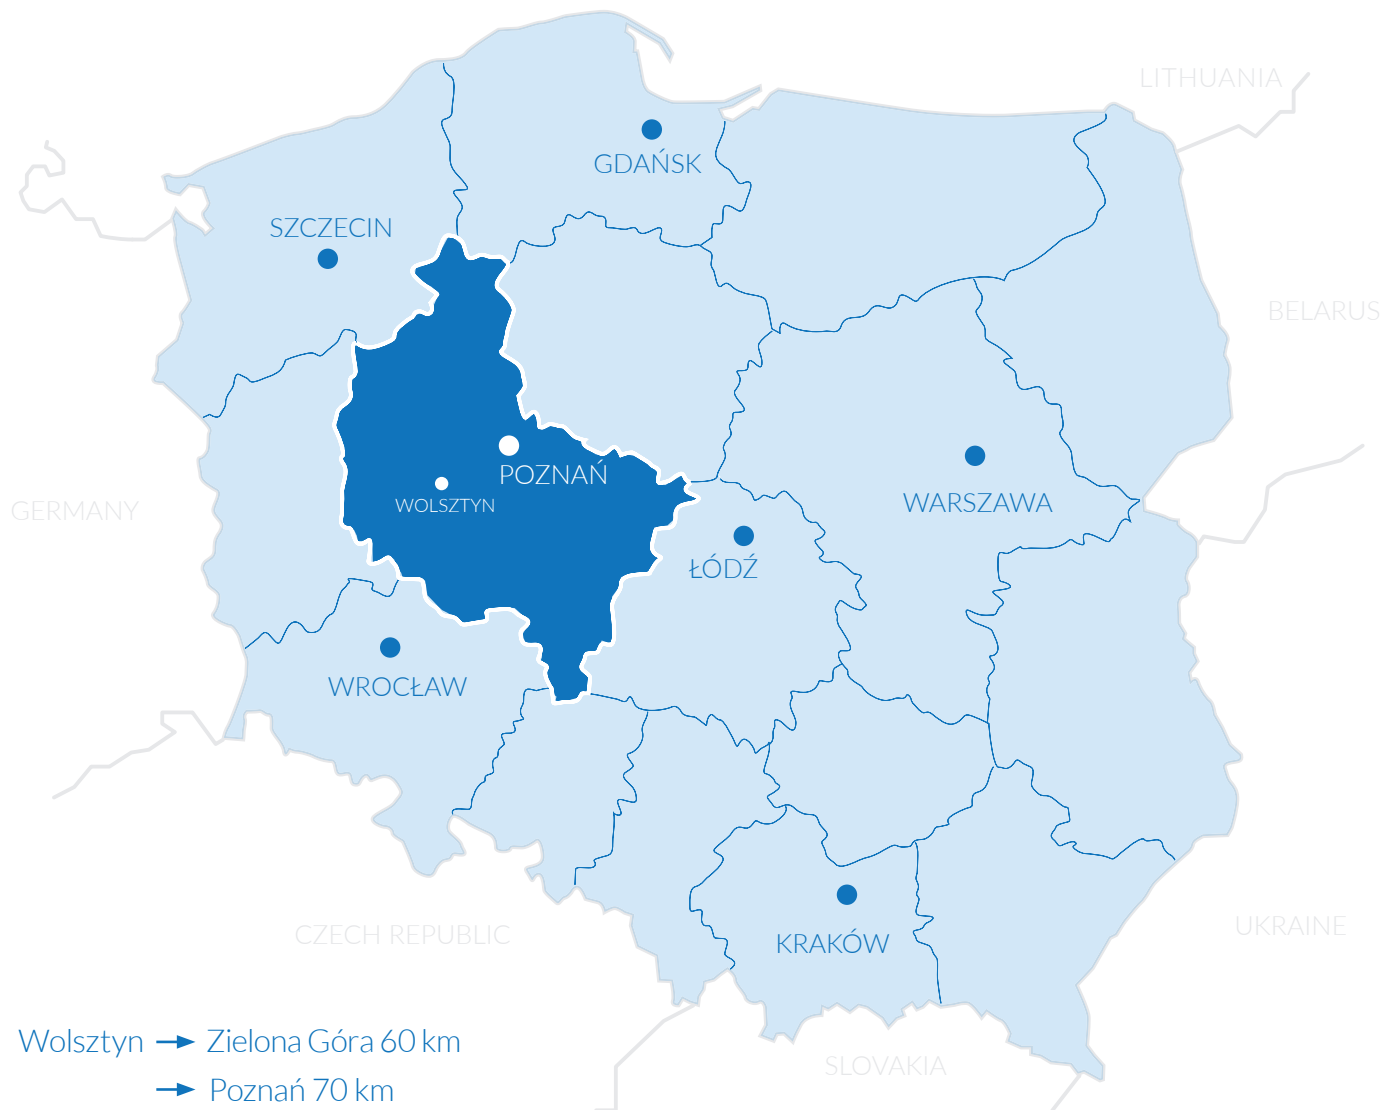 LITHUANIA
GDAŃSK
SZCZECIN
BELARUS
POZNAŃ
WOLSZTYN
WARSZAWA
GERMANY
ŁÓDŹ
WROCŁAW
CZECH REPUBLIC
KRAKÓW
UKRAINE
Wolsztyn → Zielona Góra 60 km
→ Poznań 70 km
SLOVAKIA